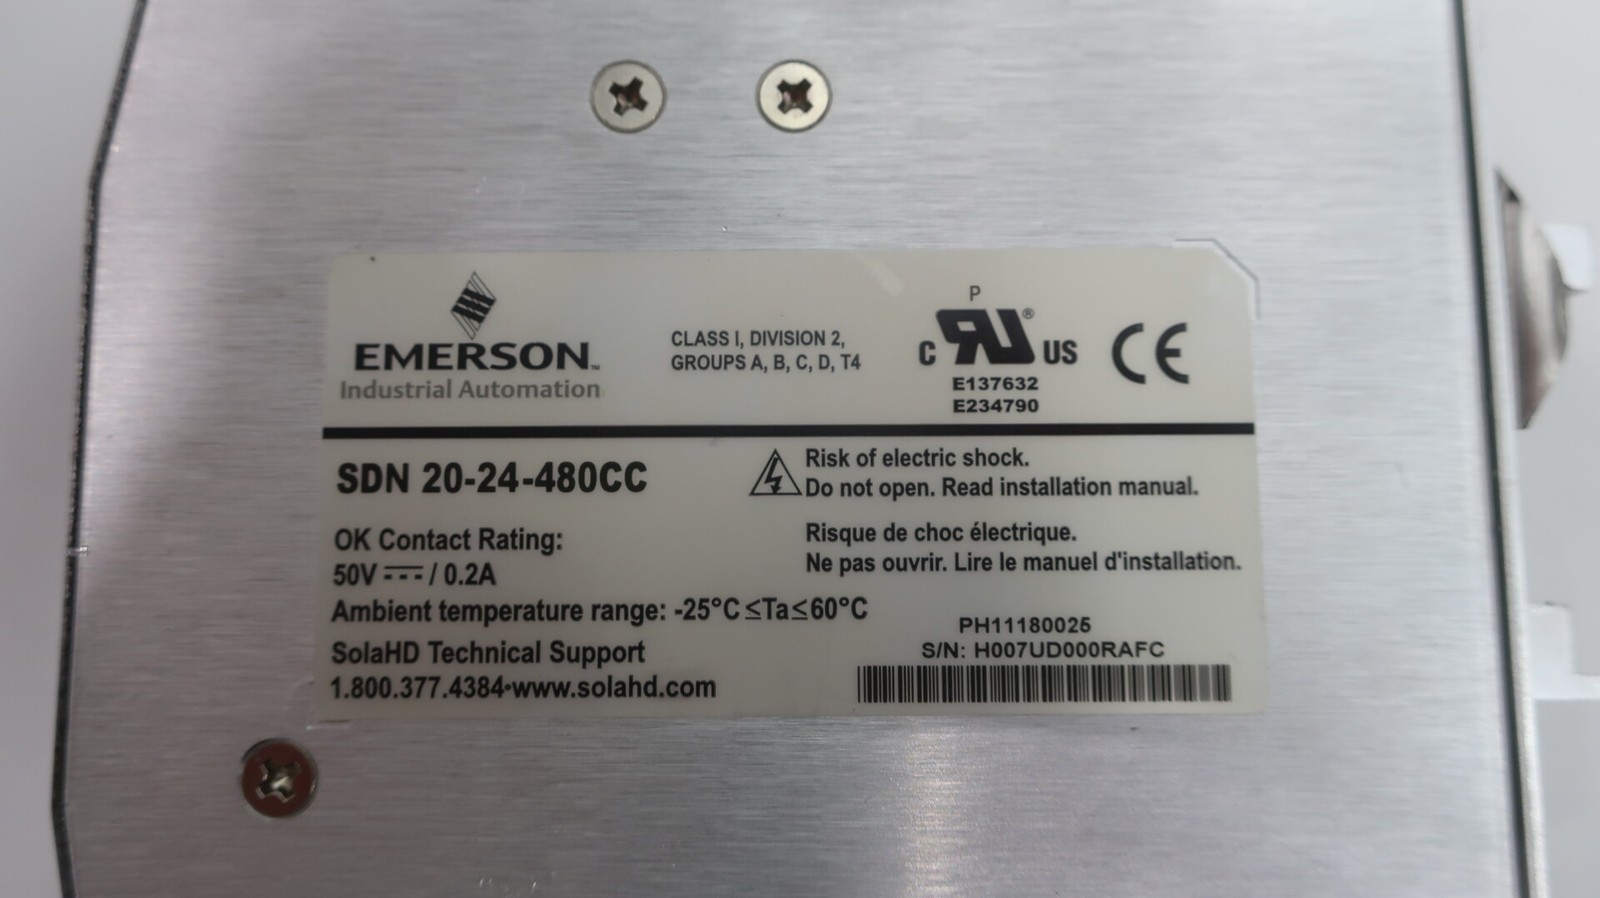 EMERSON™
Industrial Automation
CLASS I, DIVISION 2,
GROUPS A, B, C, D, T4
P
C RU® US CE
E137632
E234790
SDN 20-24-480CC
OK Contact Rating:
50V ⎓ / 0.2A
Ambient temperature range: -25°C ≤Ta≤60°C
SolaHD Technical Support
1.800.377.4384·www.solahd.com
Risk of electric shock.
Do not open. Read installation manual.
Risque de choc électrique.
Ne pas ouvrir. Lire le manuel d'installation.
PH11180025
S/N: H007UD000RAFC